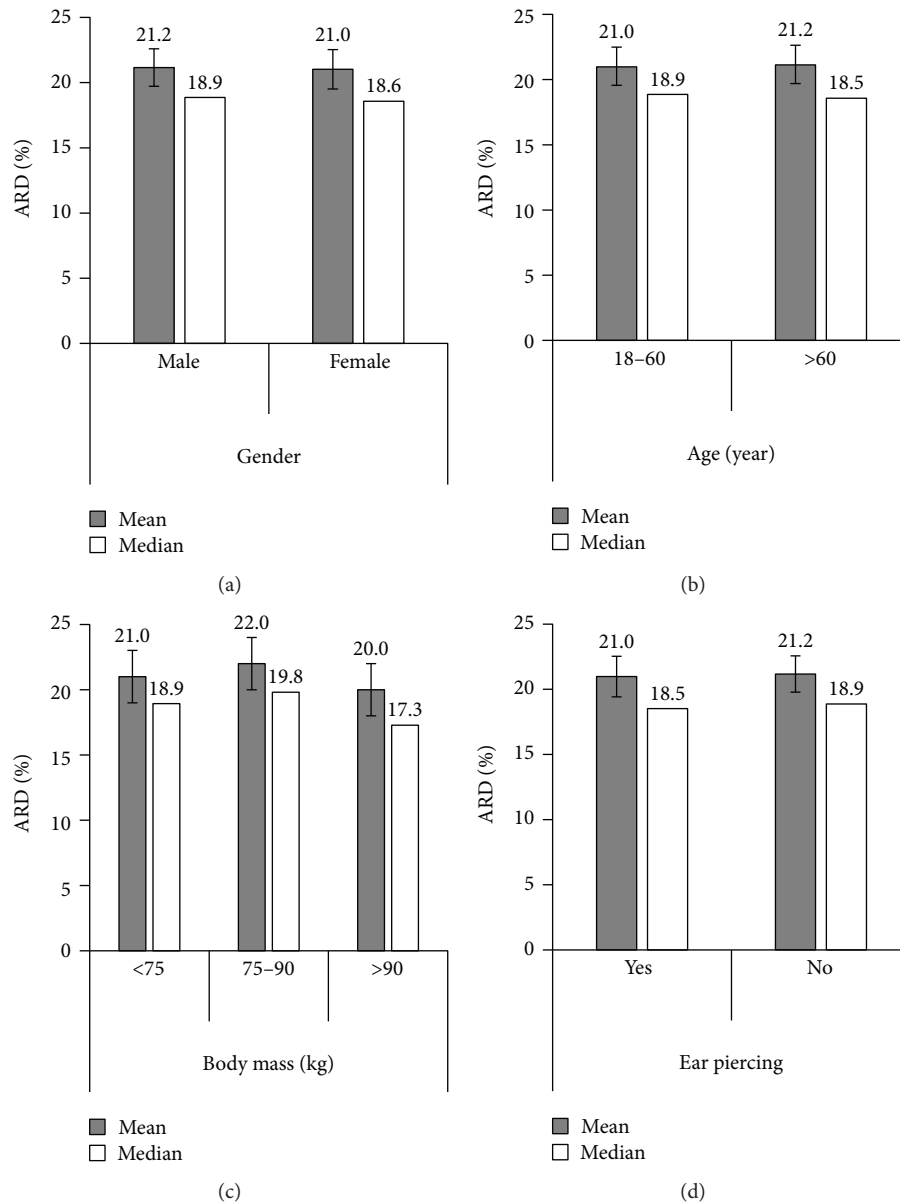 25
20
15
10
5
0
ARD (%)
21.2
18.9
21.0
18.6
Male
Female
Gender
Mean
Median
(a)
25
20
15
10
5
0
ARD (%)
21.0
18.9
21.2
18.5
18–60
>60
Age (year)
Mean
Median
(b)
25
20
15
10
5
0
ARD (%)
21.0
18.9
22.0
19.8
20.0
17.3
<75
75–90
>90
Body mass (kg)
Mean
Median
(c)
25
20
15
10
5
0
ARD (%)
21.0
18.5
21.2
18.9
Yes
No
Ear piercing
Mean
Median
(d)